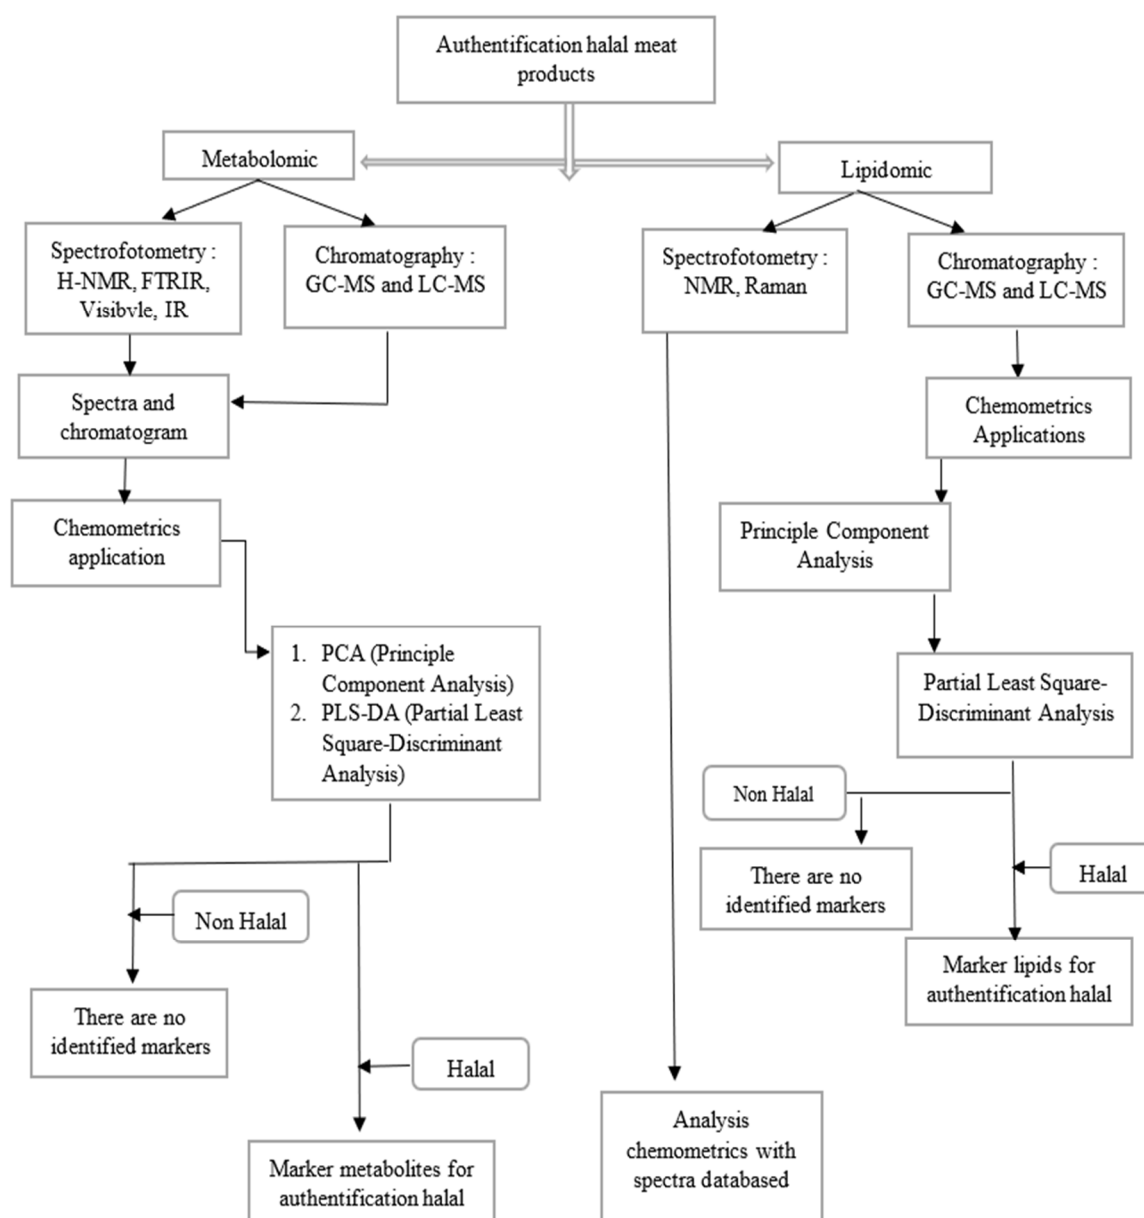 Authentification halal meat
products
Metabolomic
Lipidomic
Spectrofotometry :
H-NMR, FTRIR,
Visibvle, IR
Chromatography :
GC-MS and LC-MS
Spectrofotometry :
NMR, Raman
Chromatography :
GC-MS and LC-MS
Spectra and
chromatogram
Chemometrics
Applications
Chemometrics
application
Principle Component
Analysis
1. PCA (Principle
Component Analysis)
2. PLS-DA (Partial Least
Square-Discriminant
Analysis)
Partial Least Square-
Discriminant Analysis
Non Halal
There are no
identified markers
Halal
Marker lipids for
authentification halal
Non Halal
There are no
identified markers
Halal
Marker metabolites for
authentification halal
Analysis
chemometrics with
spectra databased